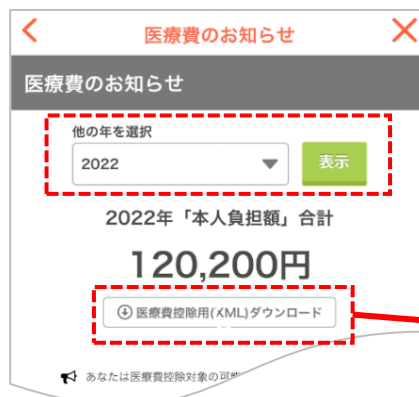 医療費のお知らせ
医療費のお知らせ
他の年を選択
2022
表示
2022年「本人負担額」合計
120,200円
医療費控除用(XML)ダウンロード
あなたは医療費控除対象の可能